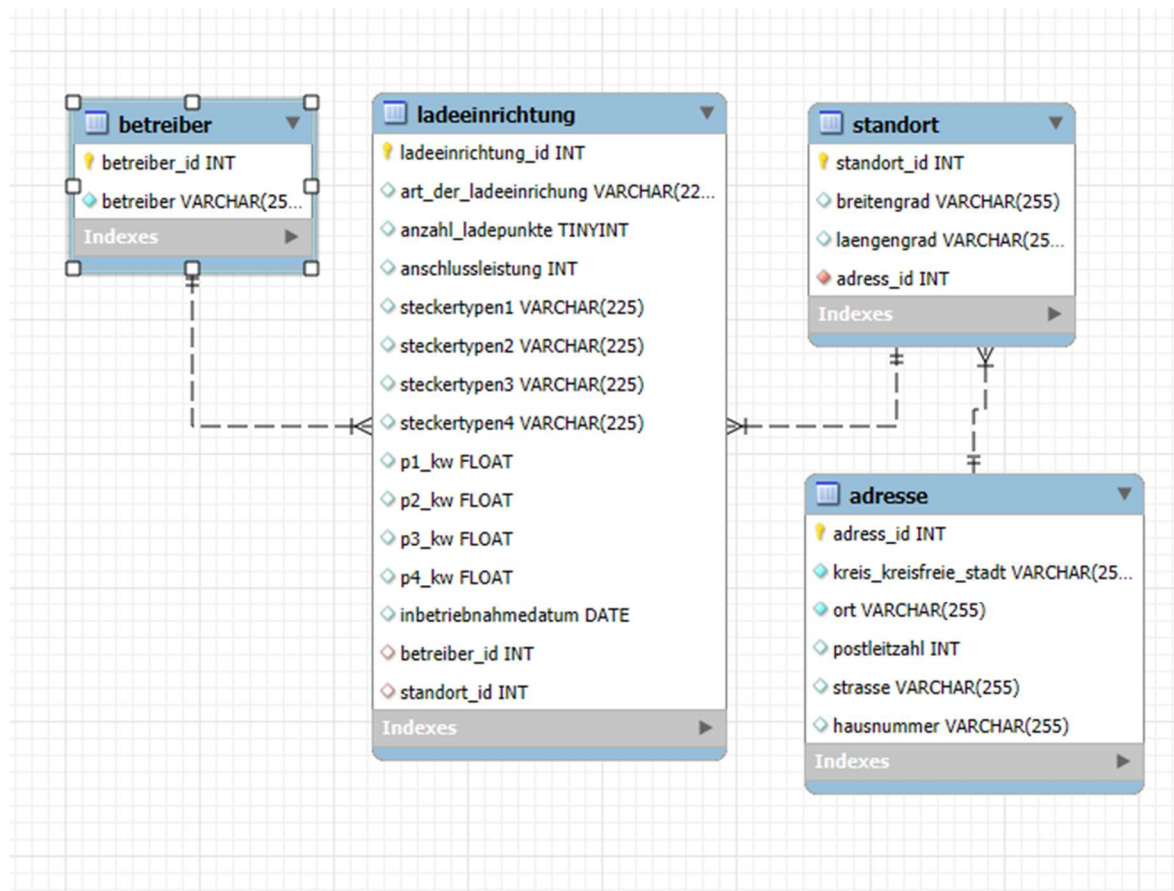 betreiber
betreiber_id INT
betreiber VARCHAR(25...
Indexes
ladeeinrichtung
ladeeinrichtung_id INT
art_der_ladeeinrichung VARCHAR(22...
anzahl_ladepunkte TINYINT
anschlussleistung INT
steckertypen1 VARCHAR(225)
steckertypen2 VARCHAR(225)
steckertypen3 VARCHAR(225)
steckertypen4 VARCHAR(225)
p1_kw FLOAT
p2_kw FLOAT
p3_kw FLOAT
p4_kw FLOAT
inbetriebnahmedatum DATE
betreiber_id INT
standort_id INT
Indexes
standort
standort_id INT
breitengrad VARCHAR(255)
laengengrad VARCHAR(25...
adress_id INT
Indexes
adresse
adress_id INT
kreis_kreisfreie_stadt VARCHAR(25...
ort VARCHAR(255)
postleitzahl INT
strasse VARCHAR(255)
hausnummer VARCHAR(255)
Indexes